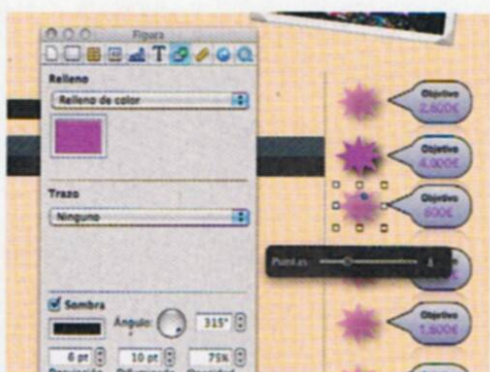 Figura
Relleno
Relleno de color
Trazo
Ninguno
Sombra
Ángulo:
315°
6 pt
10 pt
75%
Objetivo
2.600€
Objetivo
4.000€
Objetivo
600€
Puntas
Objetivo
1.600€